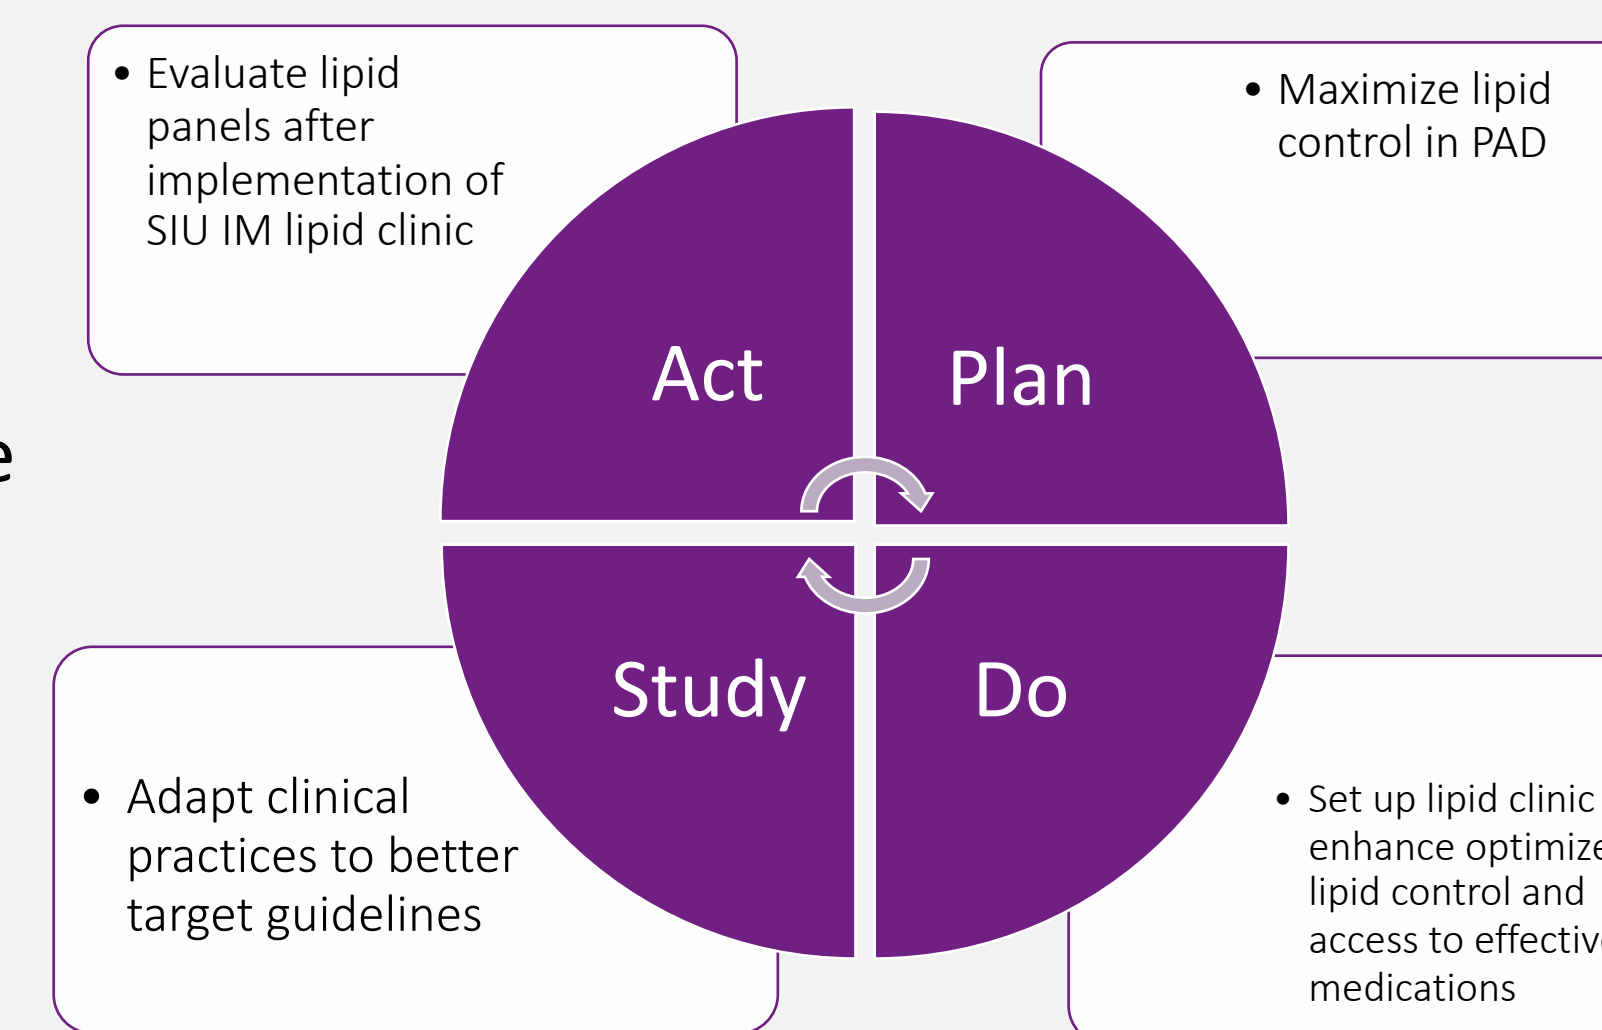 • Evaluate lipid
panels after
implementation of
SIU IM lipid clinic
• Maximize lipid
control in PAD
Act
Plan
Study
Do
• Adapt clinical
practices to better
target guidelines
• Set up lipid clinic
enhance
lipid control and
access to
medications